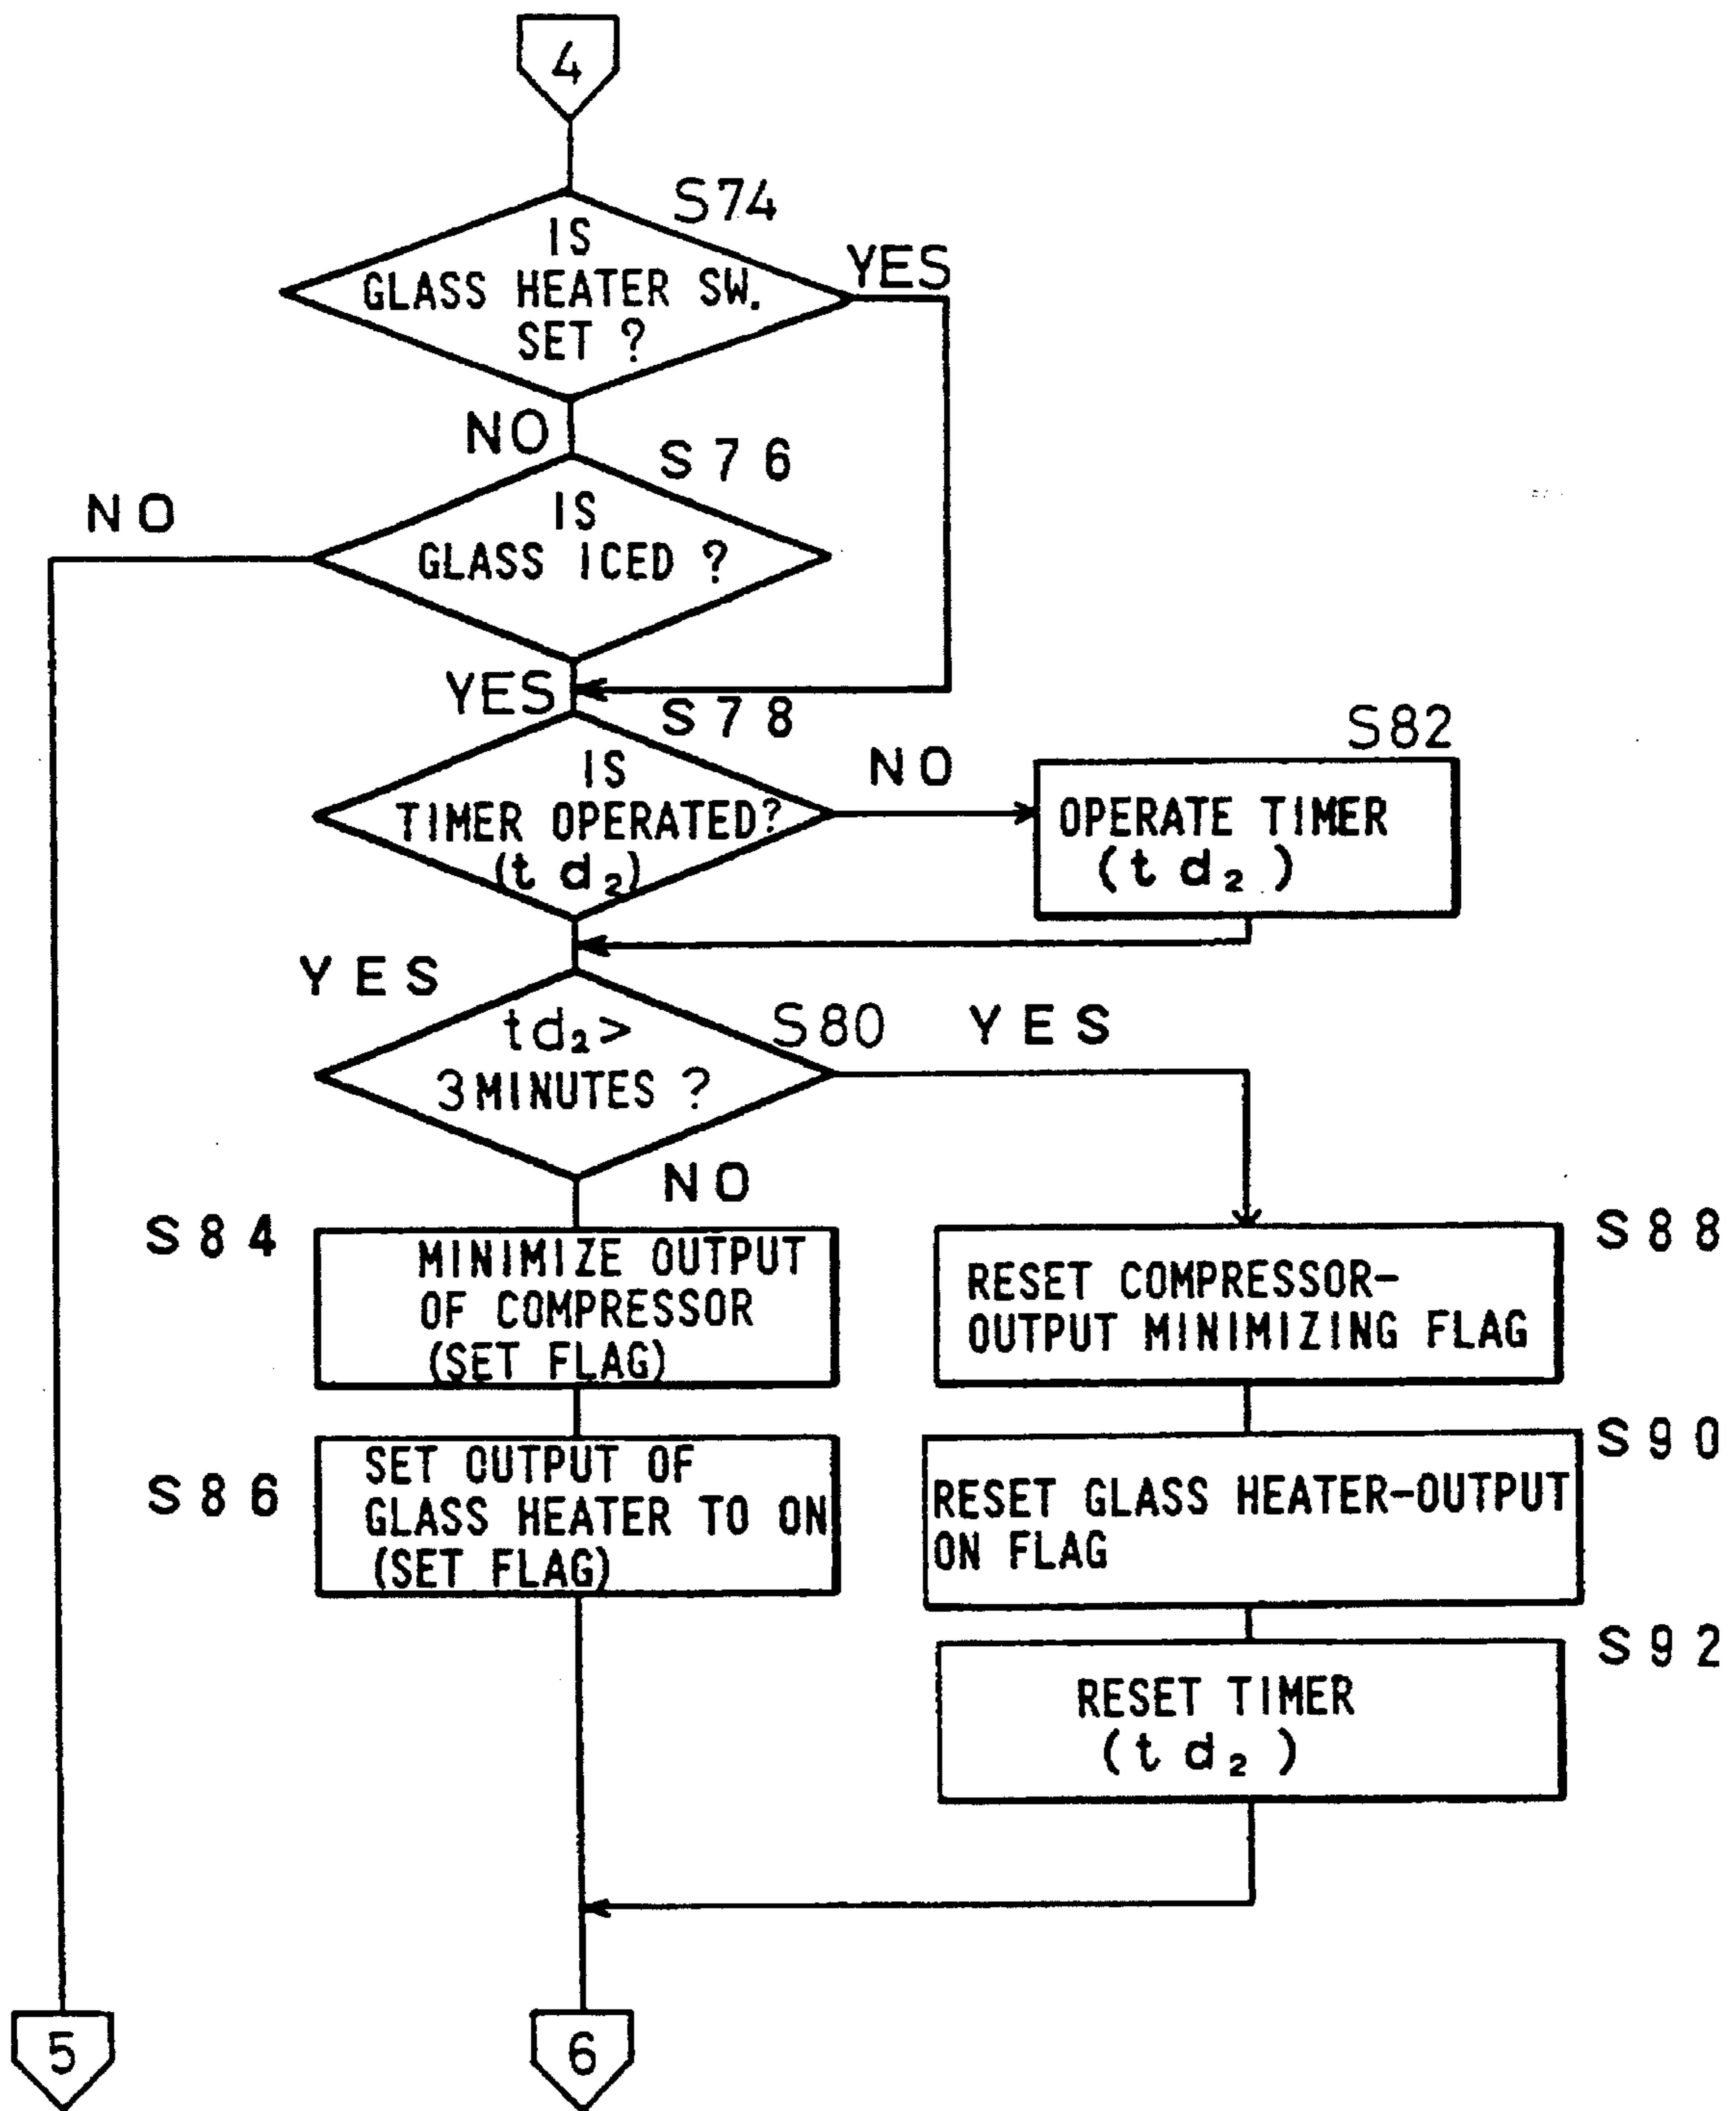 4
S74
IS
GLASS HEATER SW.
SET ?
YES
NO
S76
IS
GLASS ICED ?
NO
YES
S78
IS
TIMER OPERATED?
(td₂)
NO
S82
OPERATE TIMER
(td₂)
YES
S80
td₂>
3 MINUTES ?
YES
NO
S84
MINIMIZE OUTPUT
OF COMPRESSOR
(SET FLAG)
S88
RESET COMPRESSOR-
OUTPUT MINIMIZING FLAG
S86
SET OUTPUT OF
GLASS HEATER TO ON
(SET FLAG)
S90
RESET GLASS HEATER-OUTPUT
ON FLAG
S92
RESET TIMER
(td₂)
5
6